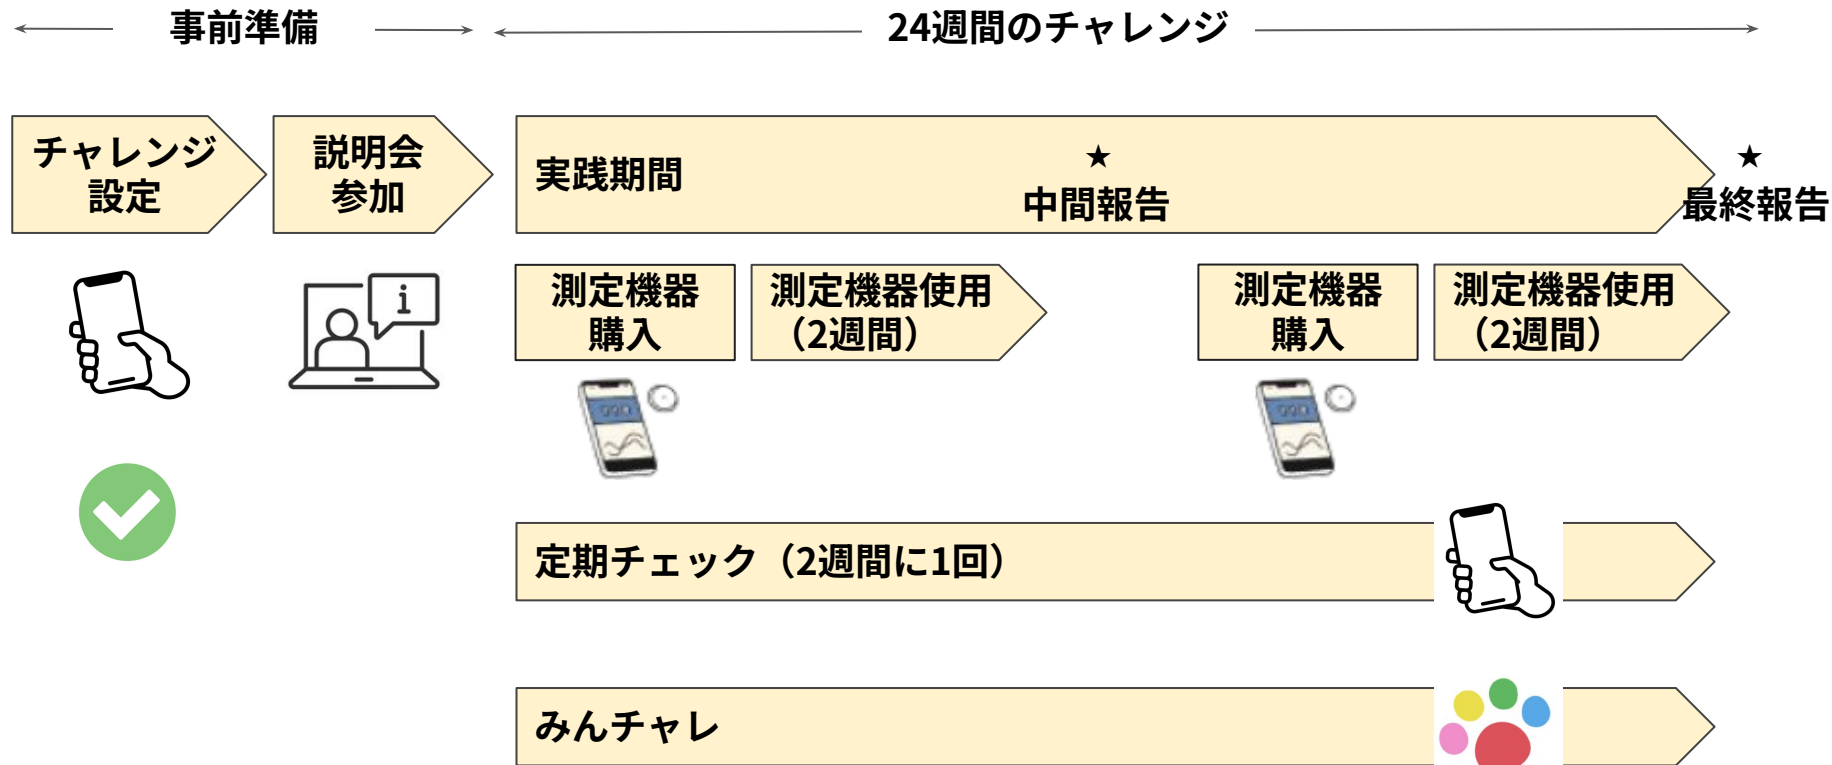 事前準備
24週間のチャレンジ
チャレンジ
設定
説明会
参加
実践期間
★
中間報告
★
最終報告
測定機器
購入
測定機器使用
（2週間）
測定機器
購入
測定機器使用
（2週間）
定期チェック（2週間に1回）
みんチャレ